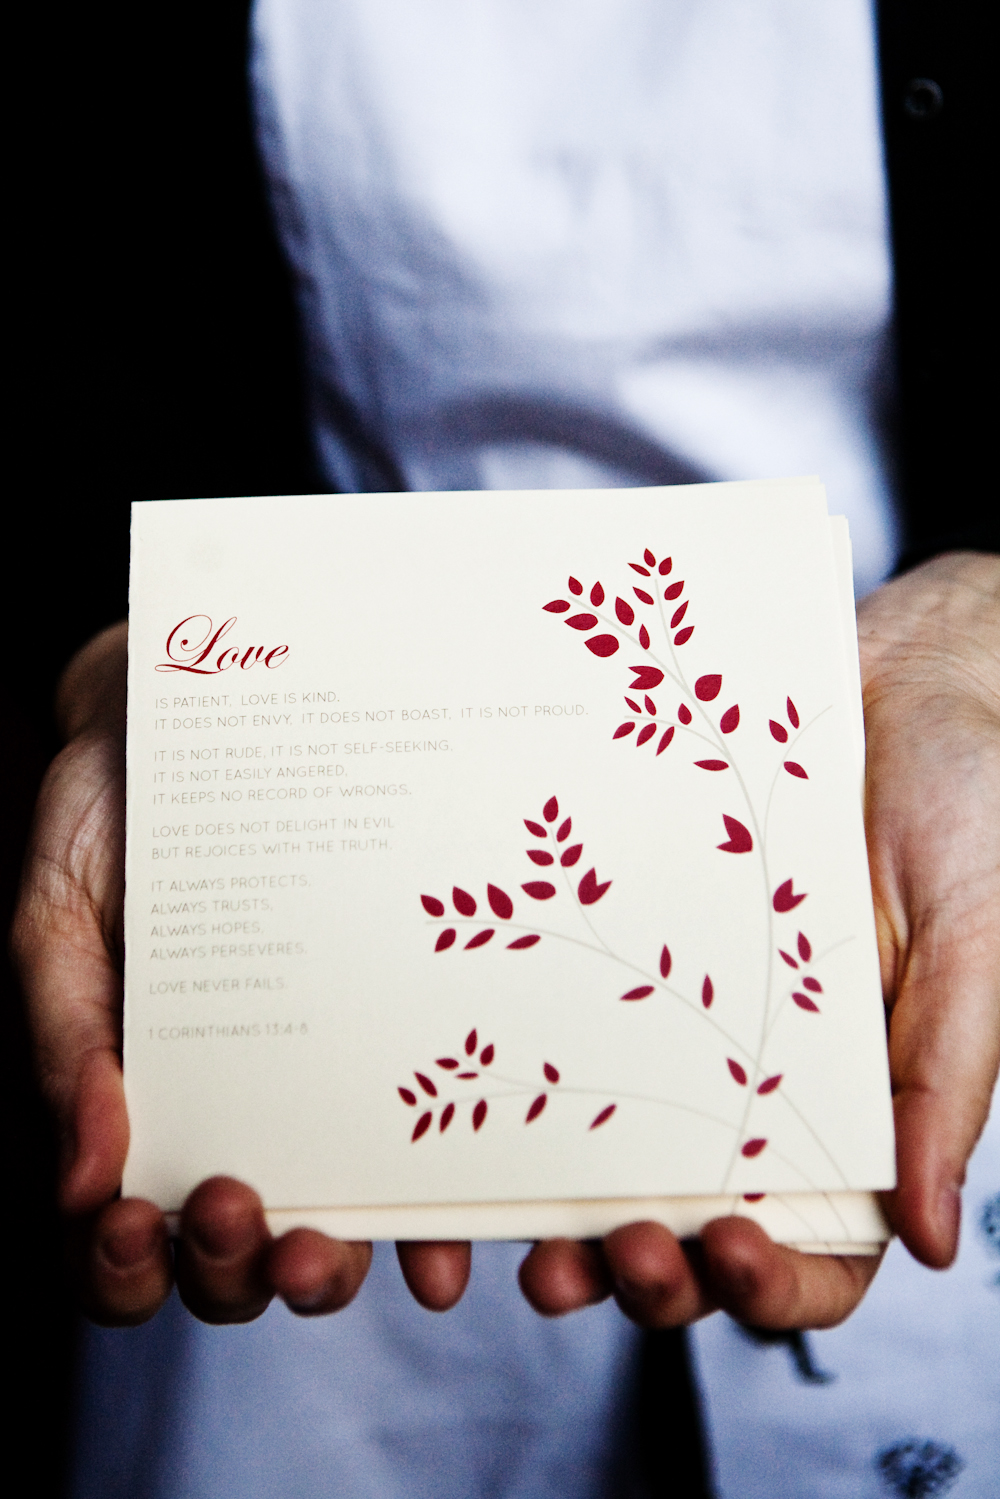 Love
IS PATIENT, LOVE IS KIND.
IT DOES NOT ENVY, IT DOES NOT BOAST, IT IS NOT PROUD.
IT IS NOT RUDE, IT IS NOT SELF-SEEKING,
IT IS NOT EASILY ANGERED,
IT KEEPS NO RECORD OF WRONGS.
LOVE DOES NOT DELIGHT IN EVIL
BUT REJOICES WITH THE TRUTH.
IT ALWAYS PROTECTS,
ALWAYS TRUSTS,
ALWAYS HOPES,
ALWAYS PERSEVERES.
LOVE NEVER FAILS.
1 CORINTHIANS 13:4-8